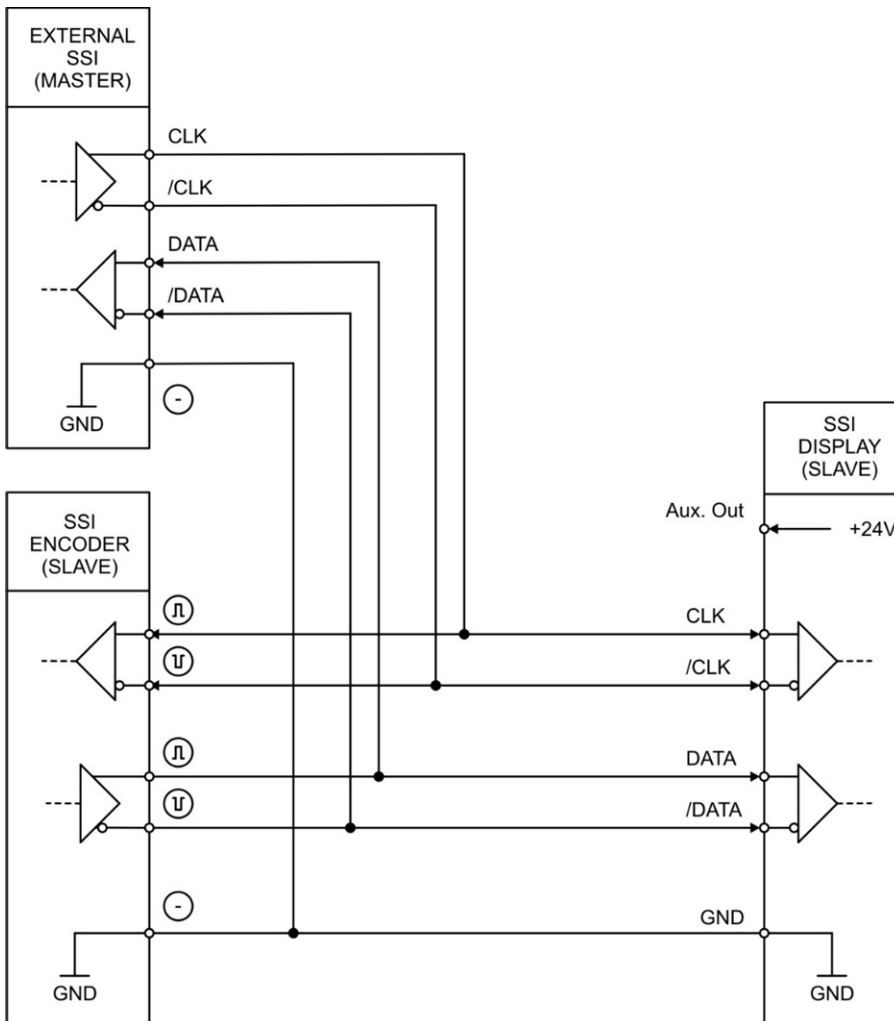 EXTERNAL
SSI
(MASTER)
CLK
/CLK
DATA
/DATA
-
GND
SSI
DISPLAY
(SLAVE)
Aux. Out
+24V
SSI
ENCODER
(SLAVE)
CLK
/CLK
DATA
/DATA
-
GND
GND
GND